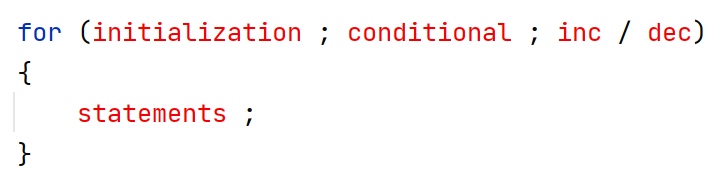 for (initialization ; conditional ; inc / dec)
{
statements ;
}